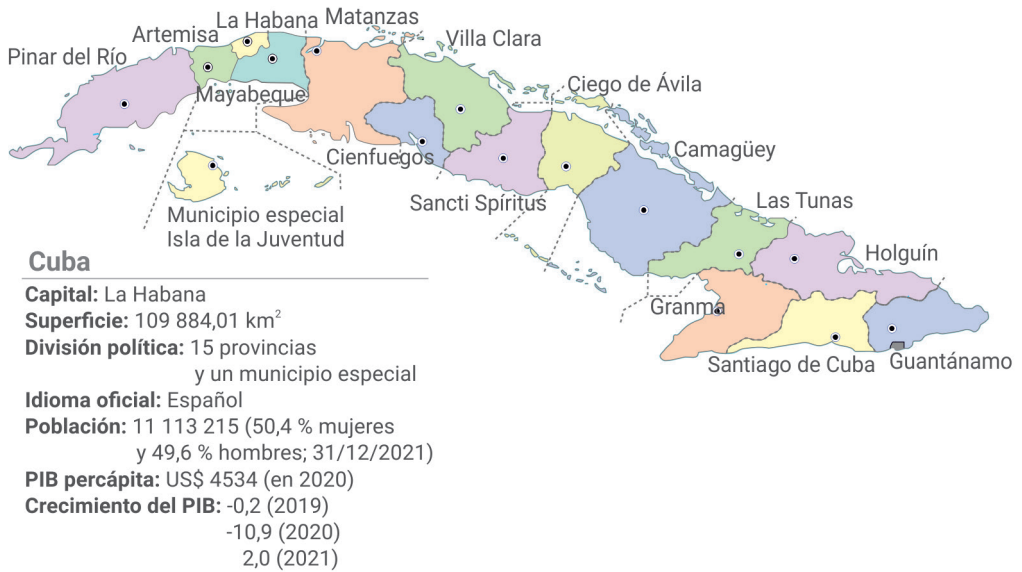 La Habana
Matanzas
Artemisa
Villa Clara
Pinar del Río
Ciego de Ávila
Mayabeque
Camagüey
Cienfuegos
Las Tunas
Sancti Spíritus
Municipio especial
Isla de la Juventud
Holguín
Granma
Santiago de Cuba
Guantánamo
Cuba
Capital: La Habana
Superficie: 109 884,01 km²
División política: 15 provincias
y un municipio especial
Idioma oficial: Español
Población: 11 113 215 (50,4 % mujeres
y 49,6 % hombres; 31/12/2021)
PIB percápita: US$ 4534 (en 2020)
Crecimiento del PIB: -0,2 (2019)
-10,9 (2020)
2,0 (2021)